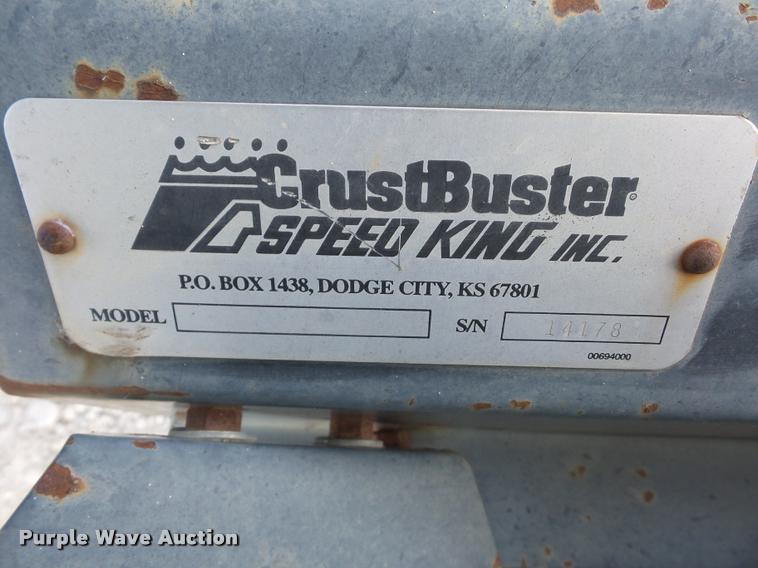 CrustBuster®
SPEED KING INC.
P.O. BOX 1438, DODGE CITY, KS 67801
MODEL S/N 14178
00694000
Purple Wave Auction